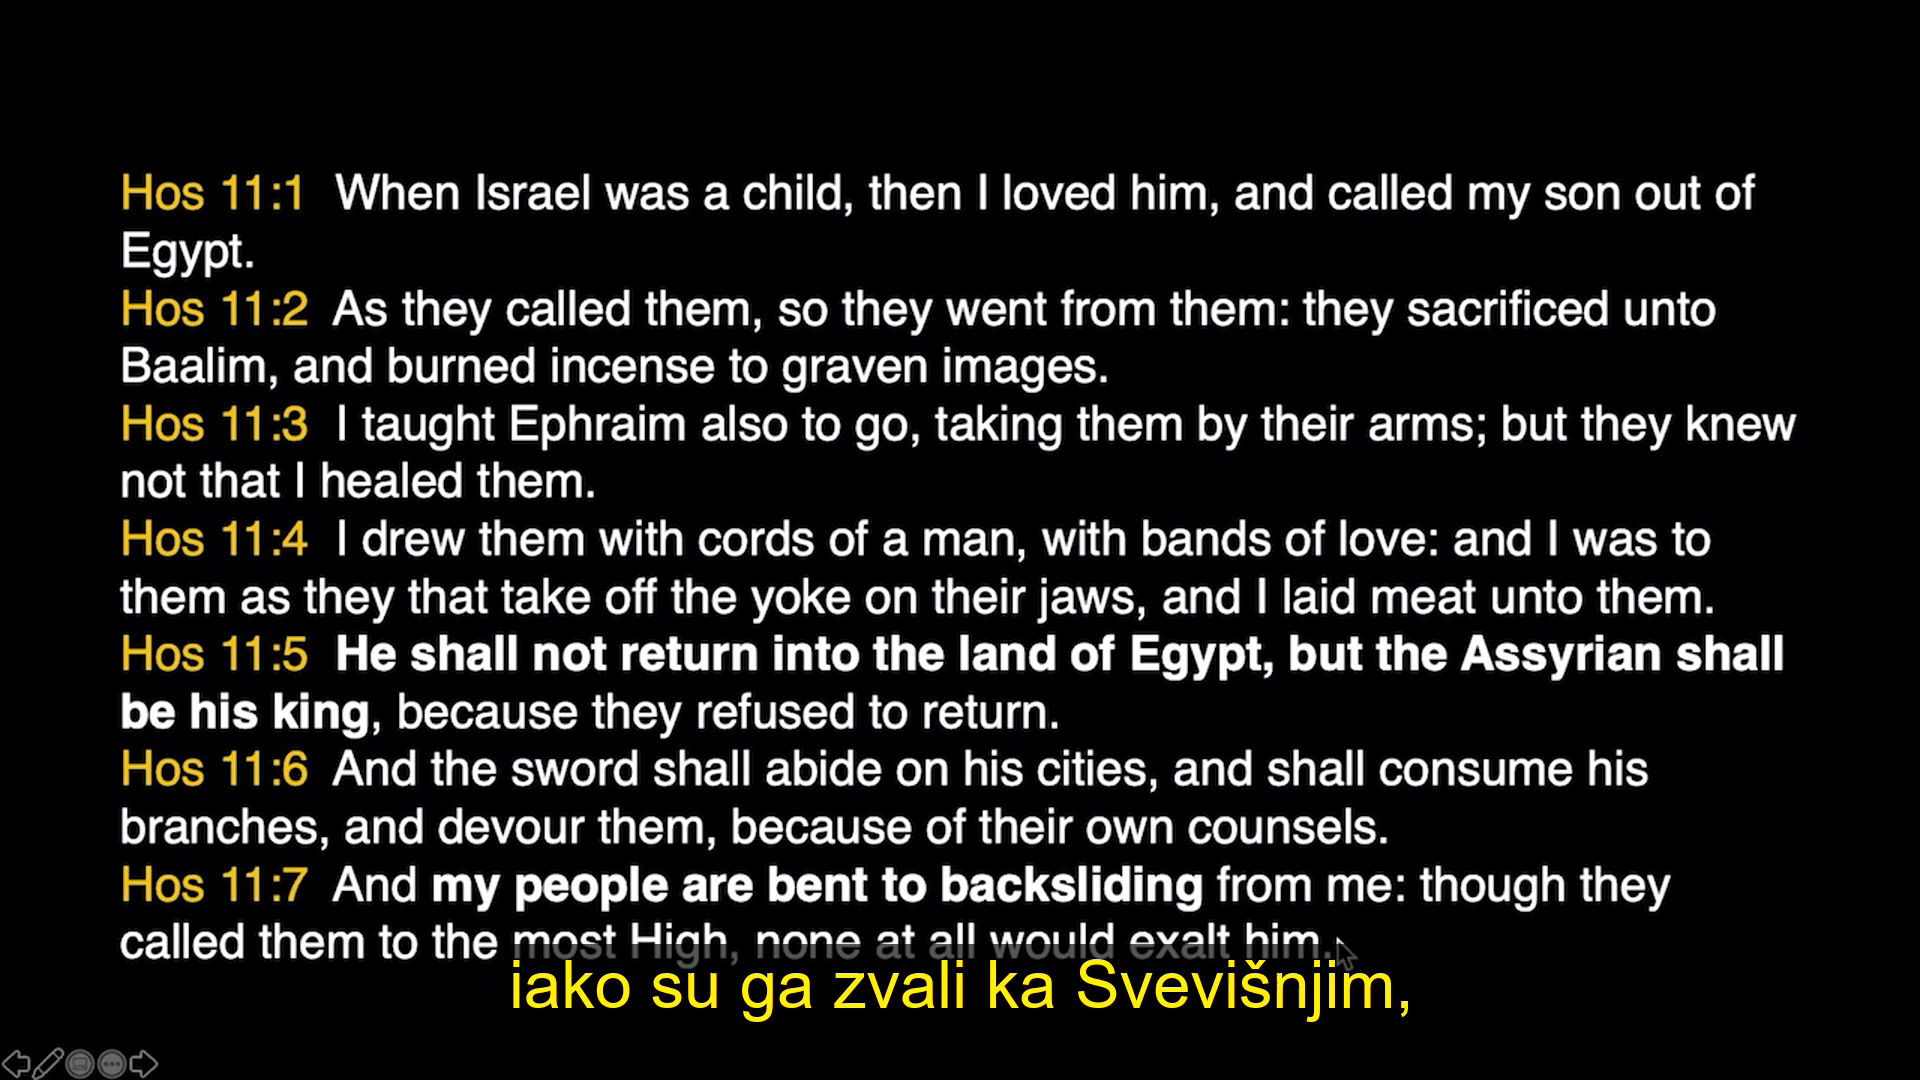 Hos 11:1 When Israel was a child, then I loved him, and called my son out of
Egypt.
Hos 11:2 As they called them, so they went from them: they sacrificed unto
Baalim, and burned incense to graven images.
Hos 11:3 I taught Ephraim also to go, taking them by their arms; but they knew
not that I healed them.
Hos 11:4 I drew them with cords of a man, with bands of love: and I was to
them as they that take off the yoke on their jaws, and I laid meat unto them.
Hos 11:5 He shall not return into the land of Egypt, but the Assyrian shall
be his king, because they refused to return.
Hos 11:6 And the sword shall abide on his cities, and shall consume his
branches, and devour them, because of their own counsels.
Hos 11:7 And my people are bent to backsliding from me: though they
called them to the most High, none at all would exalt him.
iako su ga zvali ka Svevišnjim,